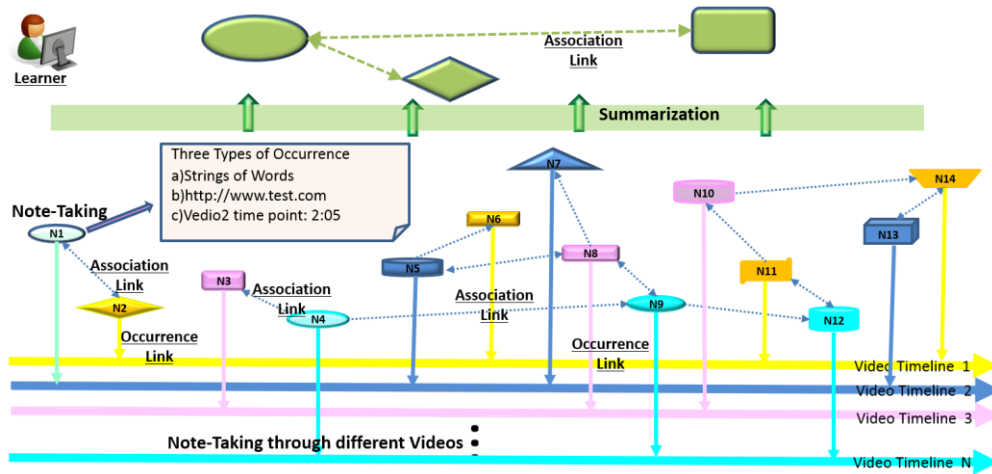 Learner
Association
Link
Summarization
Three Types of Occurrence
a)Strings of Words
b)http://www.test.com
c)Vedio2 time point: 2:05
Note-Taking
N1
N2
N3
N4
N5
N6
N7
N8
N9
N10
N11
N12
N13
N14
Association
Link
Association
Link
Association
Link
Occurrence
Link
Occurrence
Link
Video Timeline 1
Video Timeline 2
Video Timeline 3
Note-Taking through different Videos
Video Timeline N